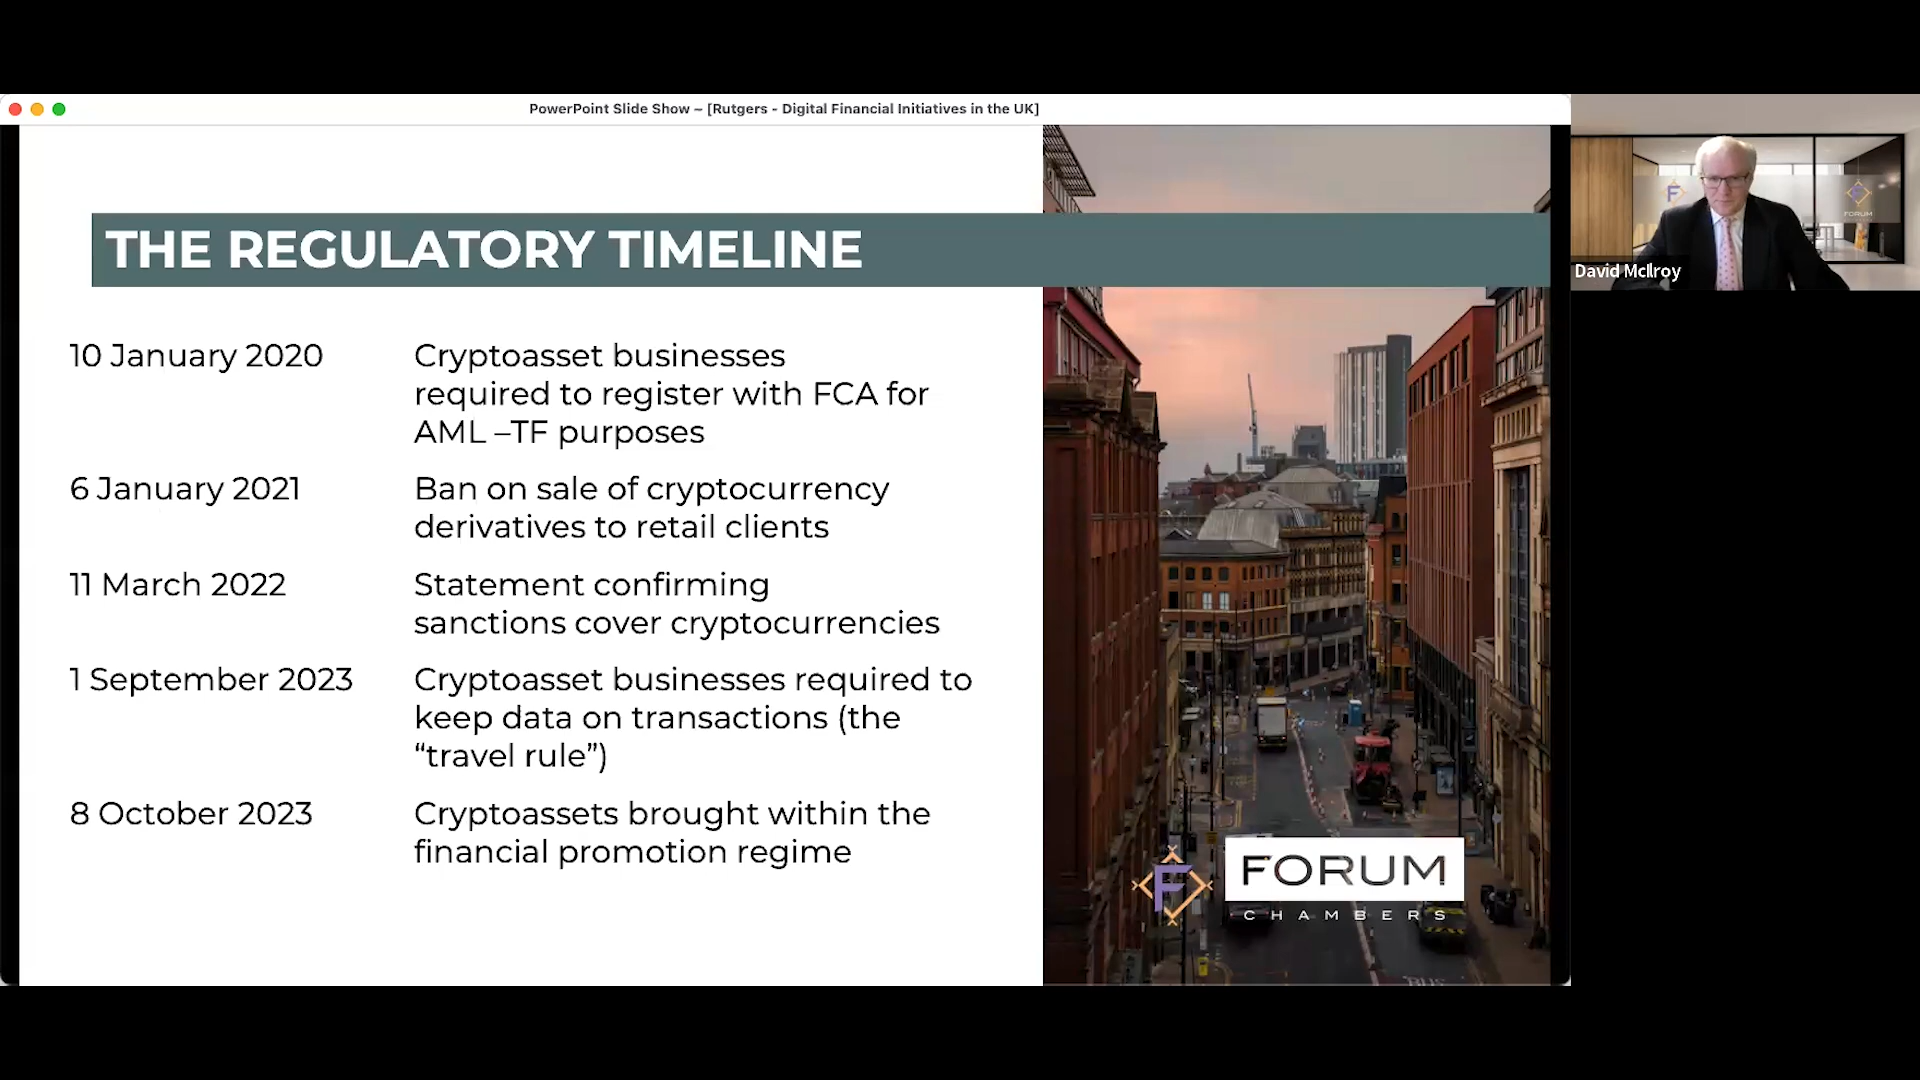 PowerPoint Slide Show ~ [Rutgers - Digital Financial Initiatives in the UK]
THE REGULATORY TIMELINE
10 January 2020
Cryptoasset businesses
required to register with FCA for
AML –TF purposes
6 January 2021
Ban on sale of cryptocurrency
derivatives to retail clients
11 March 2022
Statement confirming
sanctions cover cryptocurrencies
1 September 2023
Cryptoasset businesses required to
keep data on transactions (the
“travel rule”)
8 October 2023
Cryptoassets brought within the
financial promotion regime
F
FORUM
CHAMBERS
BUS
F
F
FORUM
David McIlroy